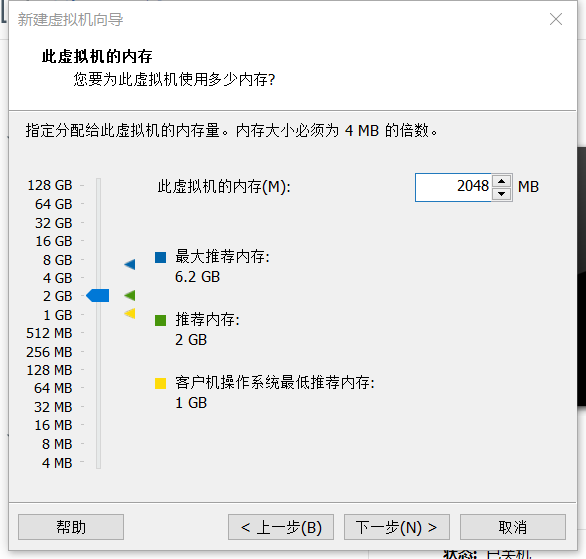 新建虚拟机向导
此虚拟机的内存
您要为此虚拟机使用多少内存?
指定分配给此虚拟机的内存量。内存大小必须为 4 MB 的倍数。
128 GB
64 GB
32 GB
16 GB
8 GB
4 GB
2 GB
1 GB
512 MB
256 MB
128 MB
64 MB
32 MB
16 MB
8 MB
4 MB
此虚拟机的内存(M): 2048 MB
最大推荐内存:
6.2 GB
推荐内存:
2 GB
客户机操作系统最低推荐内存:
1 GB
帮助 < 上一步(B) 下一步(N) > 取消
状态: 已关机